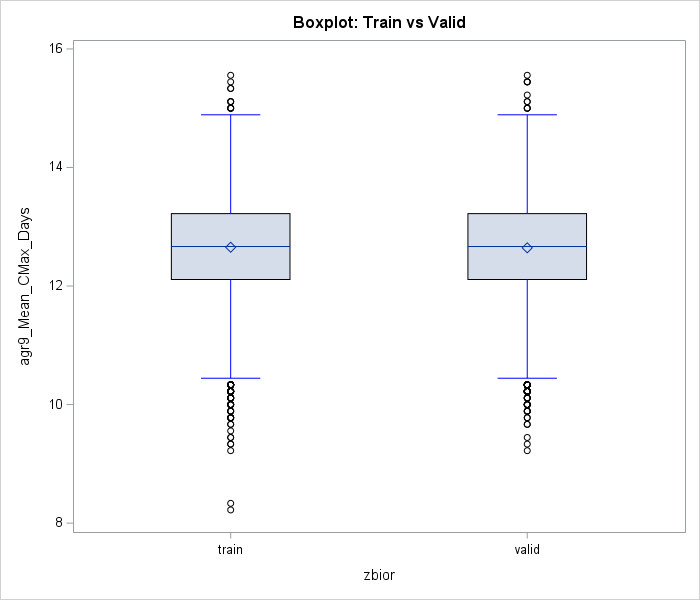 Boxplot: Train vs Valid
16
14
12
10
8
agr9_Mean_CMax_Days
train
valid
zbior